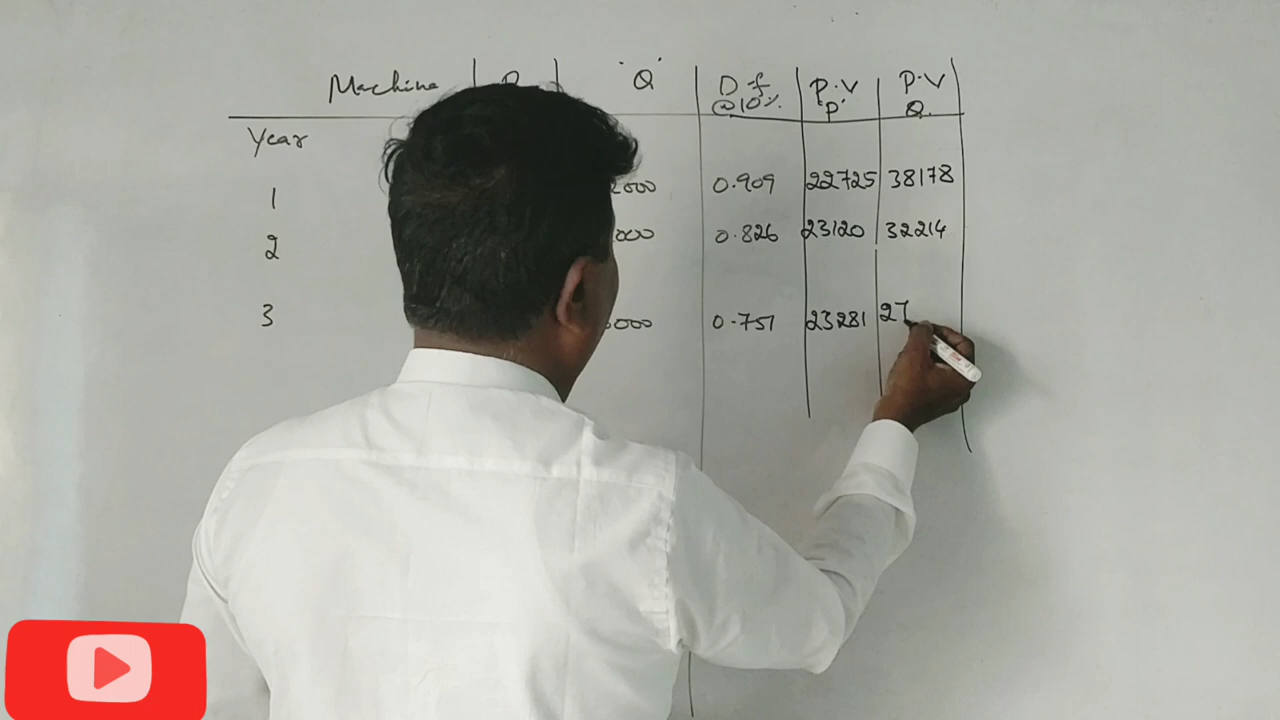 Machine 'Q' D.f @10% P.V 'P' P.V Q
Year
1 000 0.909 22725 38178
2 000 0.826 23120 32214
3 000 0.751 23281 27